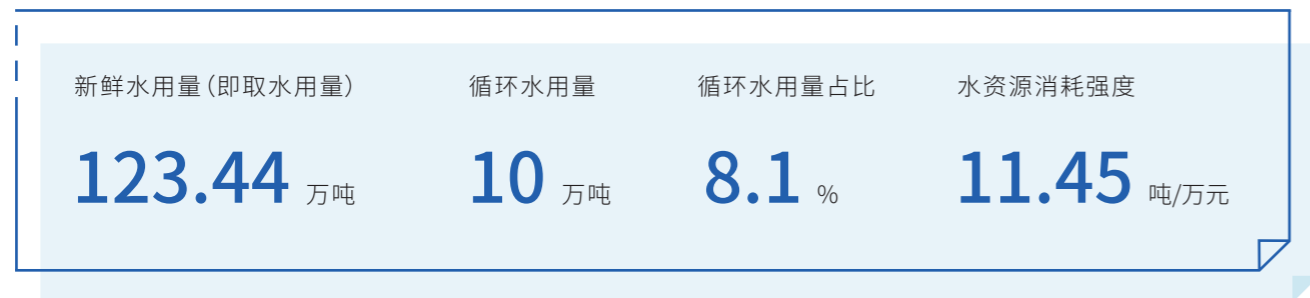 新鲜水用量(即取水用量) 循环水用量 循环水用量占比 水资源消耗强度
123.44 万吨 10 万吨 8.1 % 11.45 吨/万元